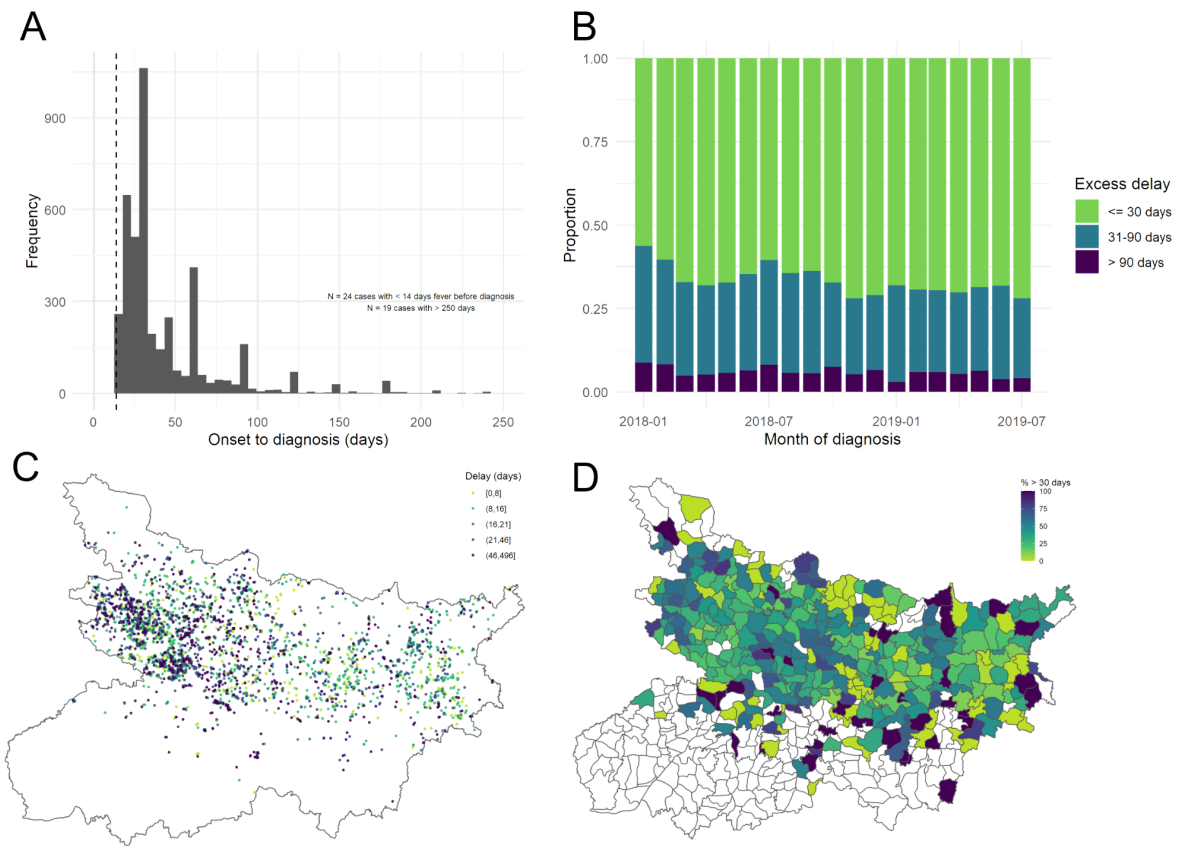 A
900
600
300
0
Frequency
N = 24 cases with < 14 days fever before diagnosis
N = 19 cases with > 250 days
0 50 100 150 200 250
Onset to diagnosis (days)
B
1.00
0.75
0.50
0.25
0.00
Proportion
2018-01 2018-07 2019-01 2019-07
Month of diagnosis
Excess delay
<= 30 days
31-90 days
> 90 days
C
Delay (days)
[0,8]
(8,16]
(16,21]
(21,46]
(46,496]
D
% > 30 days
100
75
50
25
0